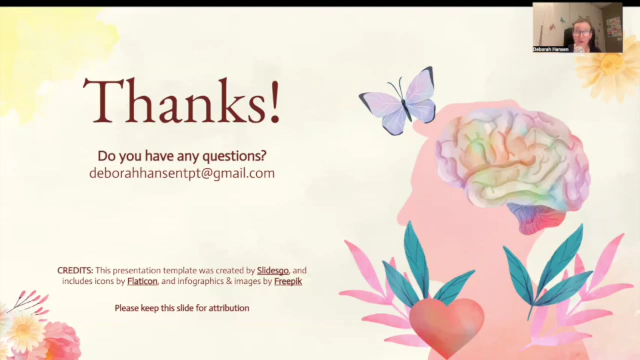 Deborah Hansen
Thanks!
Do you have any questions?
deborahhansentpt@gmail.com
CREDITS: This presentation template was created by Slidesgo, and
includes icons by Flaticon, and infographics & images by Freepik
Please keep this slide for attribution